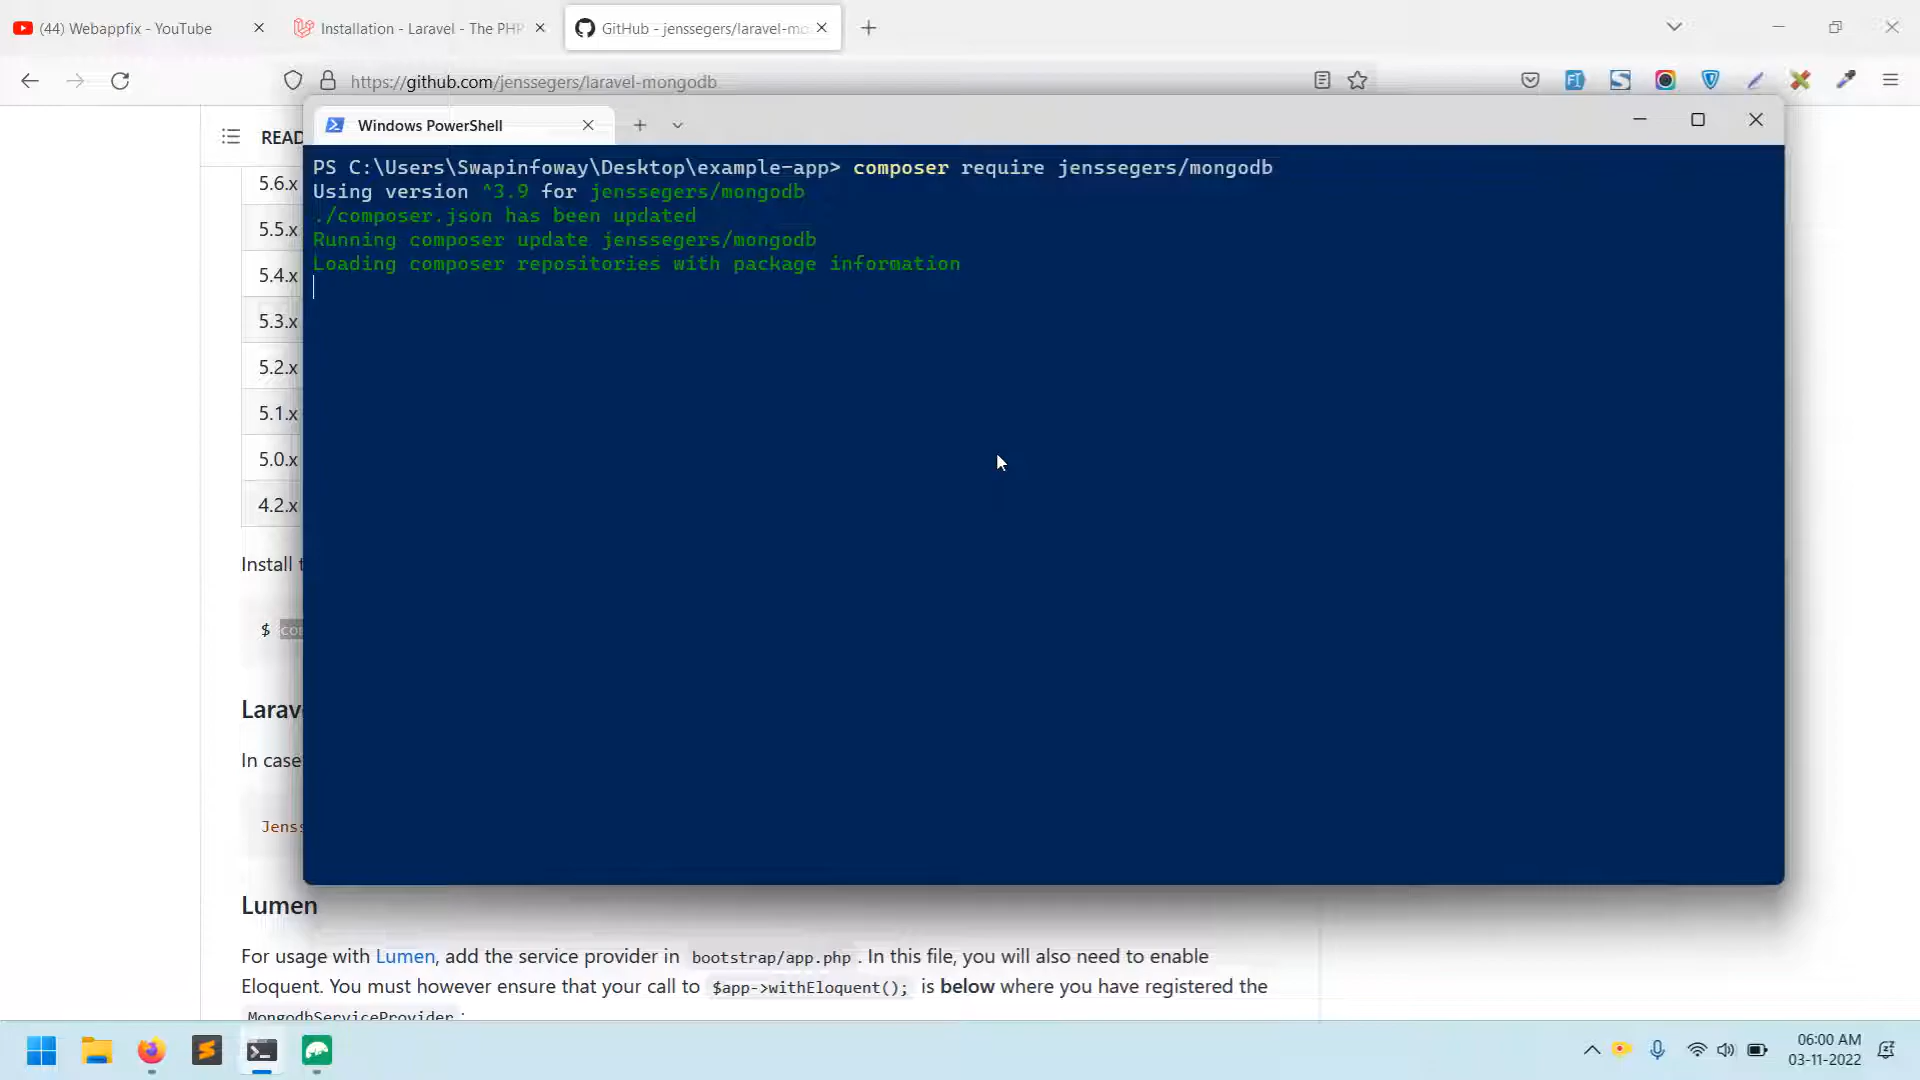 (44) Webappfix - YouTube
Installation - Laravel - The PHP
GitHub - jenssegers/laravel-mo
https://github.com/jenssegers/laravel-mongodb
READ
Windows PowerShell
PS C:\Users\Swapinfoway\Desktop\example-app> composer require jenssegers/mongodb
Using version ^3.9 for jenssegers/mongodb
./composer.json has been updated
Running composer update jenssegers/mongodb
Loading composer repositories with package information
5.6.x
5.5.x
5.4.x
5.3.x
5.2.x
5.1.x
5.0.x
4.2.x
Install t
$ co
Larav
In case
Jens
Lumen
For usage with Lumen, add the service provider in bootstrap/app.php . In this file, you will also need to enable
Eloquent. You must however ensure that your call to $app->withEloquent(); is below where you have registered the
MongodbServiceProvider :
06:00 AM
03-11-2022